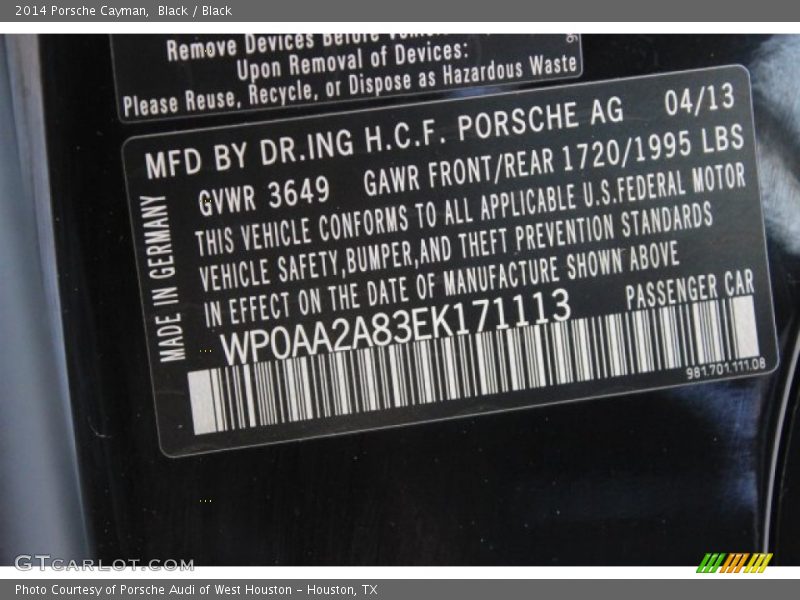 2014 Porsche Cayman, Black / Black
Remove Devices Before
Upon Removal of Devices:
Please Reuse, Recycle, or Dispose as Hazardous Waste
MFD BY DR.ING H.C.F. PORSCHE AG 04/13
GVWR 3649 GAWR FRONT/REAR 1720/1995 LBS
THIS VEHICLE CONFORMS TO ALL APPLICABLE U.S.FEDERAL MOTOR
VEHICLE SAFETY,BUMPER,AND THEFT PREVENTION STANDARDS
IN EFFECT ON THE DATE OF MANUFACTURE SHOWN ABOVE
MADE IN GERMANY
WP0AA2A83EK171113 PASSENGER CAR
981.701.111.08
GTCARLOT.COM
Photo Courtesy of Porsche Audi of West Houston - Houston, TX